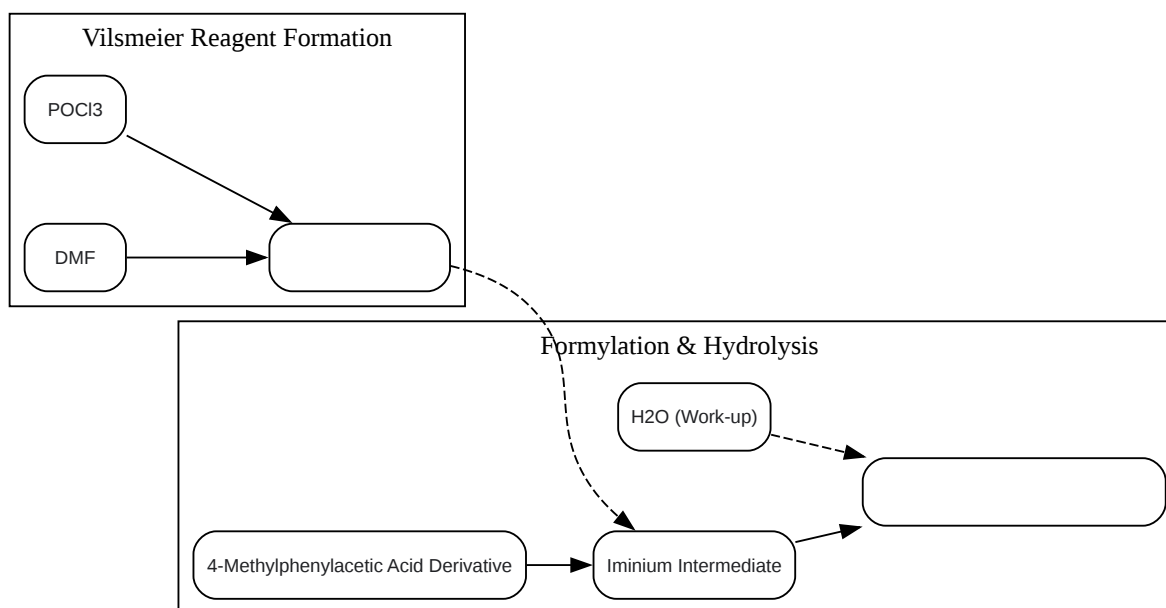 Vilsmeier Reagent Formation
POCl3
DMF
Formylation & Hydrolysis
H2O (Work-up)
4-Methylphenylacetic Acid Derivative
Iminium Intermediate